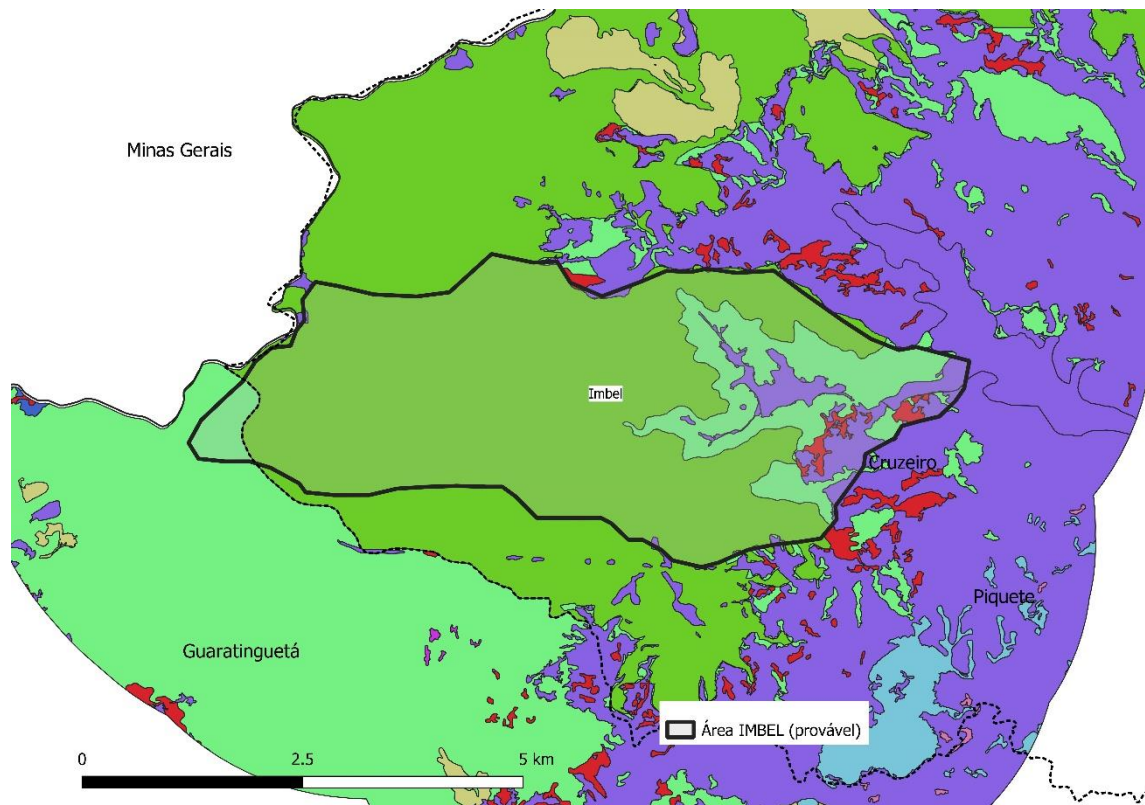 Minas Gerais
Imbel
Cruzeiro
Piquete
Guaratinguetá
Área IMBEL (provável)
0 2.5 5 km